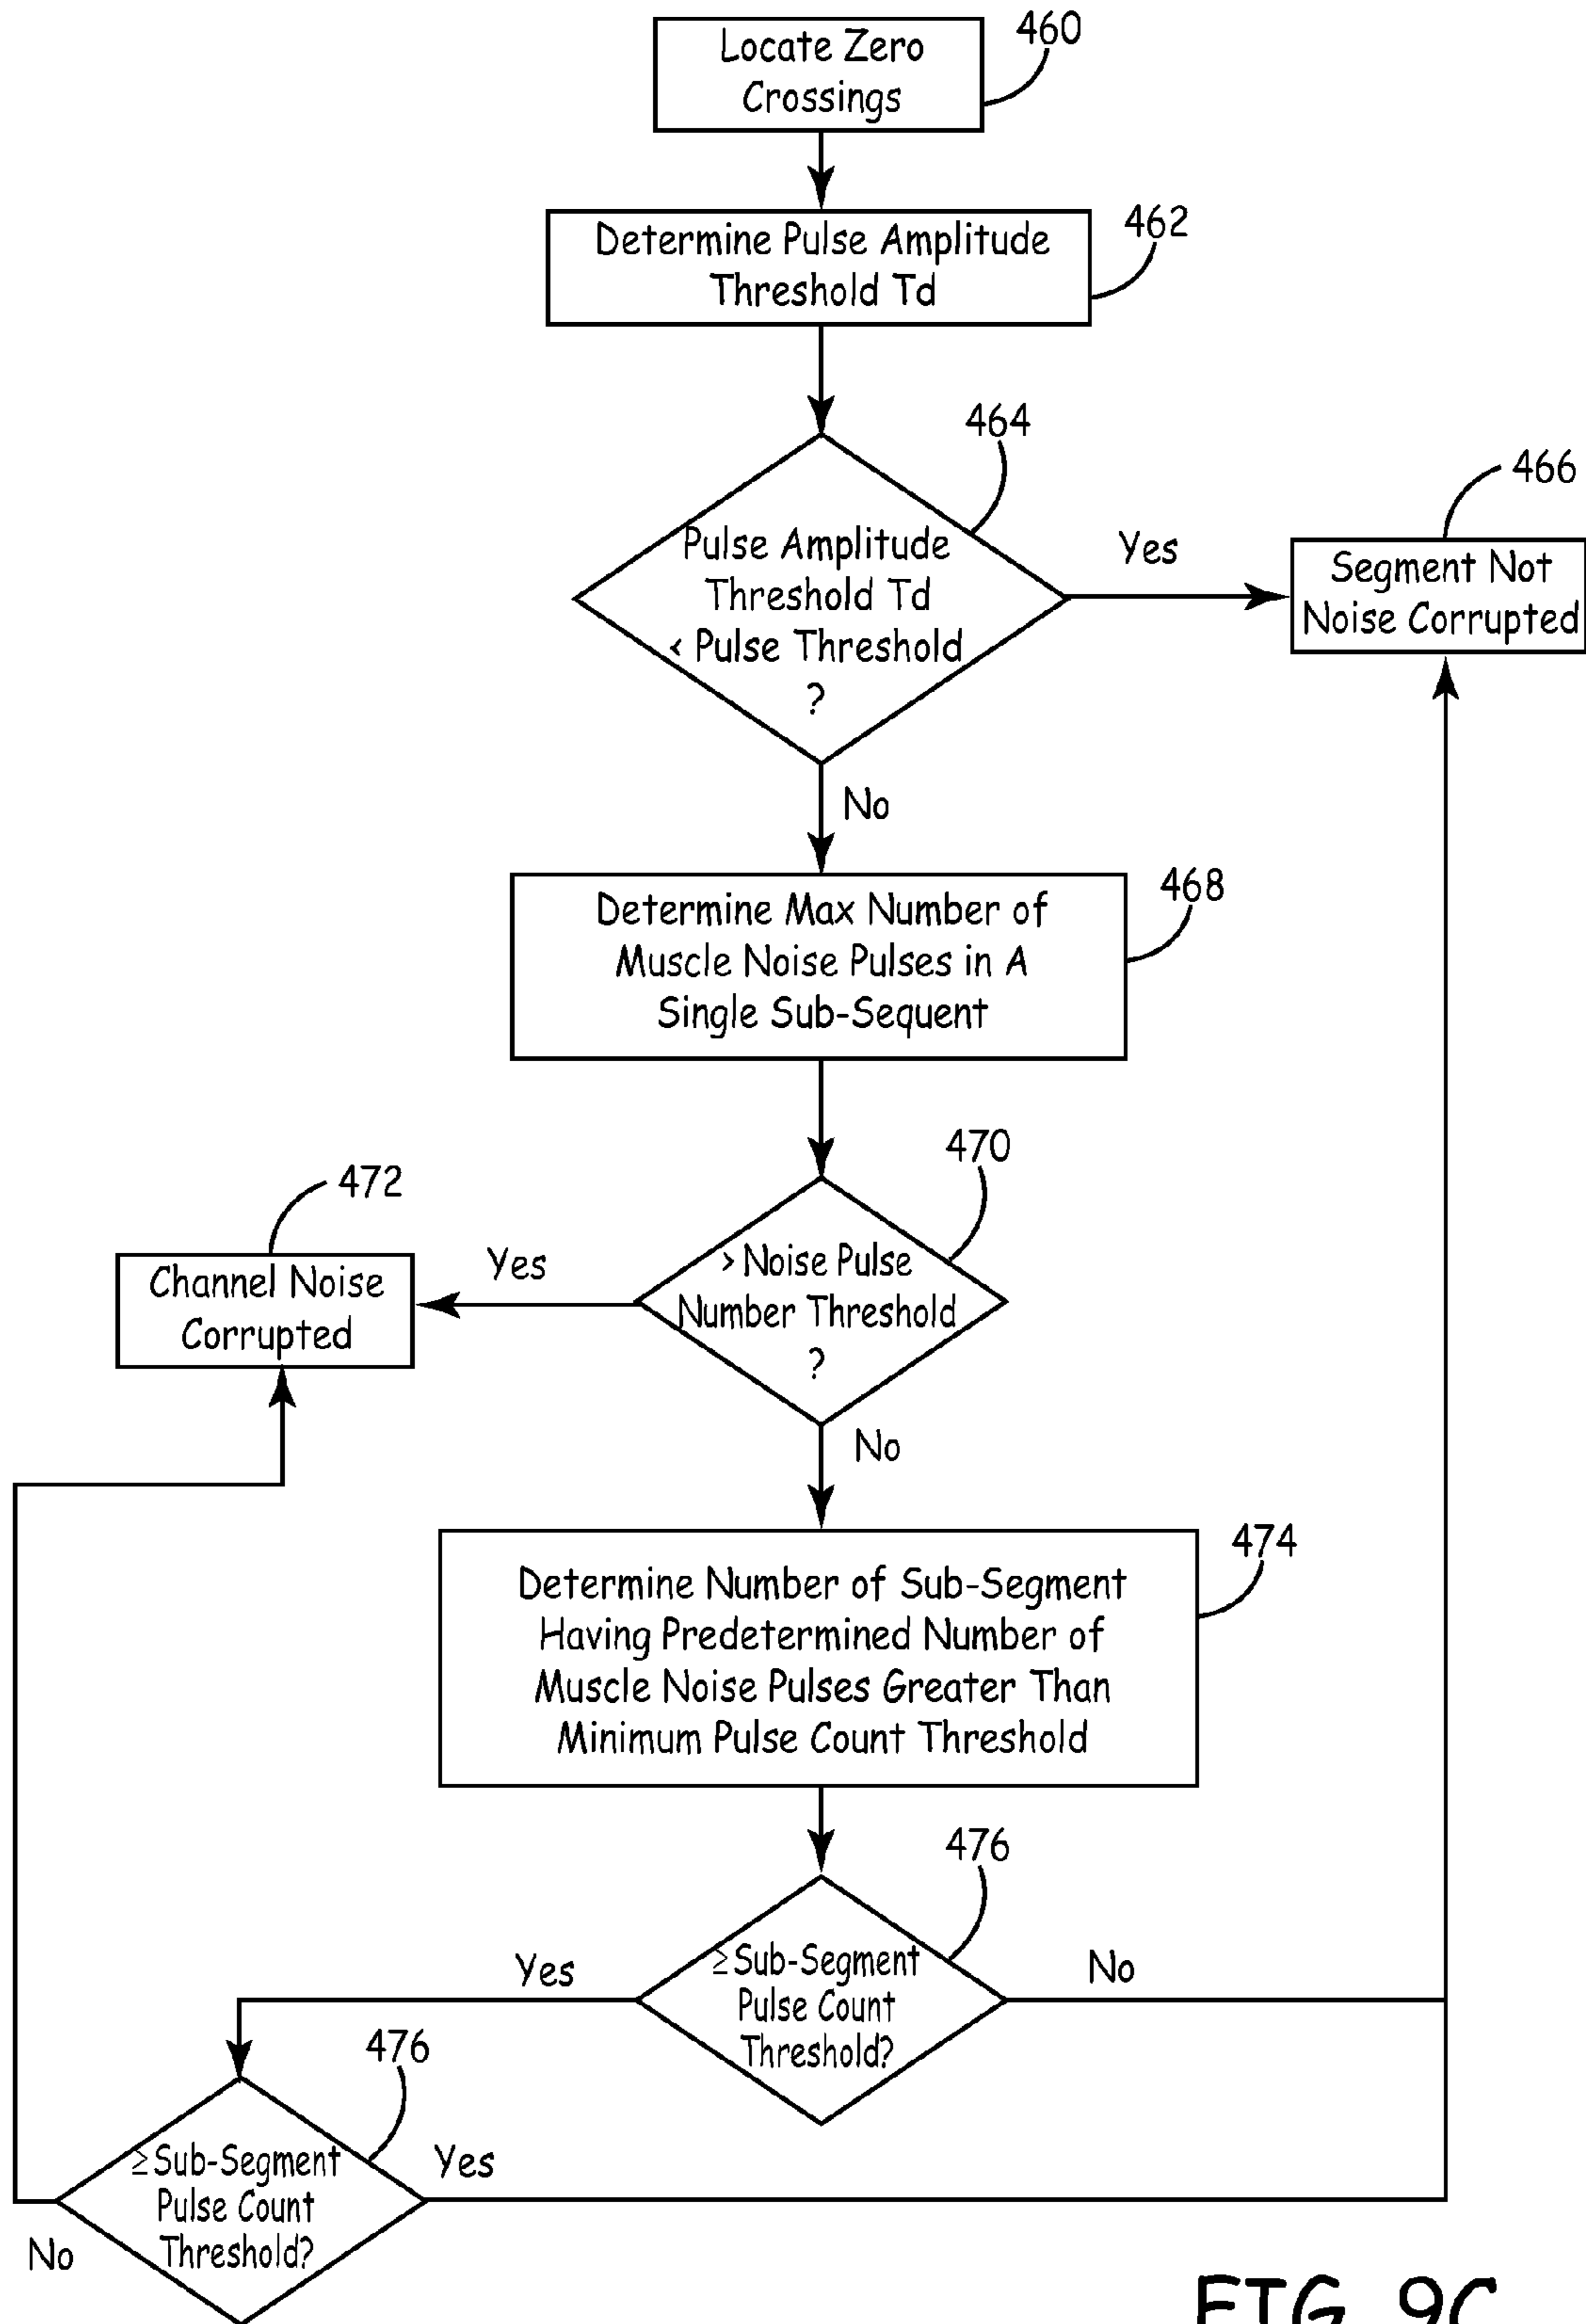 Locate Zero
Crossings
460
Determine Pulse Amplitude
Threshold Td
462
464
Pulse Amplitude
Threshold Td
< Pulse Threshold
?
Yes
466
Segment Not
Noise Corrupted
No
Determine Max Number of
Muscle Noise Pulses in A
Single Sub-Sequent
468
470
> Noise Pulse
Number Threshold
?
Yes
472
Channel Noise
Corrupted
No
Determine Number of Sub-Segment
Having Predetermined Number of
Muscle Noise Pulses Greater Than
Minimum Pulse Count Threshold
474
476
≥Sub-Segment
Pulse Count
Threshold?
Yes
No
476
≥Sub-Segment
Pulse Count
Threshold?
Yes
No
FIG. 9C